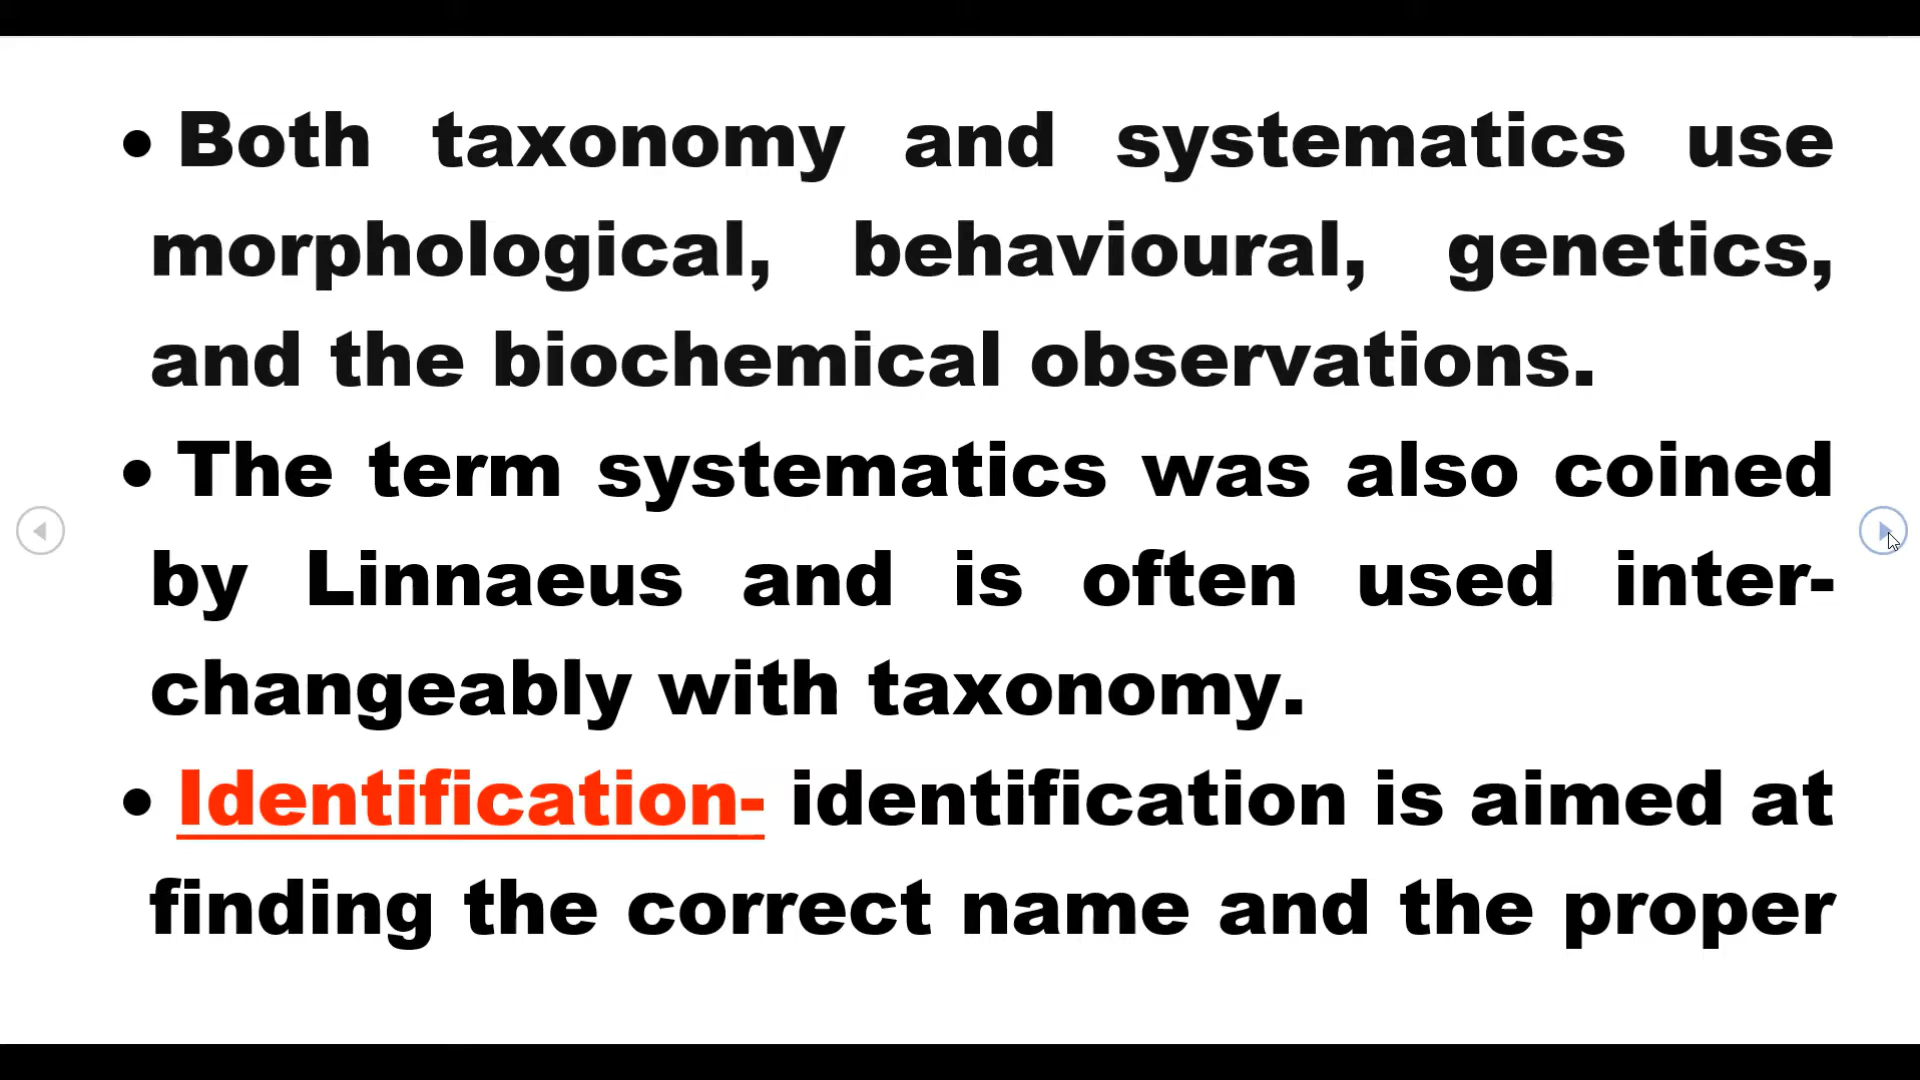 • Both taxonomy and systematics use
morphological, behavioural, genetics,
and the biochemical observations.
• The term systematics was also coined
by Linnaeus and is often used inter-
changeably with taxonomy.
• Identification- identification is aimed at
finding the correct name and the proper